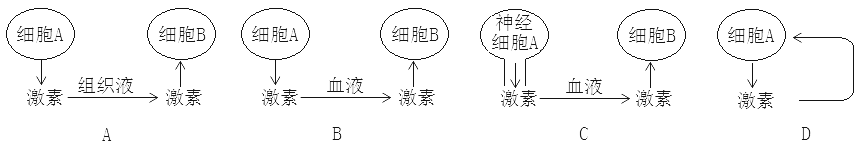 细胞A 细胞B 细胞A 细胞B 神经 细胞B 细胞A
细胞A
组织液 血液 血液
激素 激素 激素 激素 激素 激素 激素
A B C D